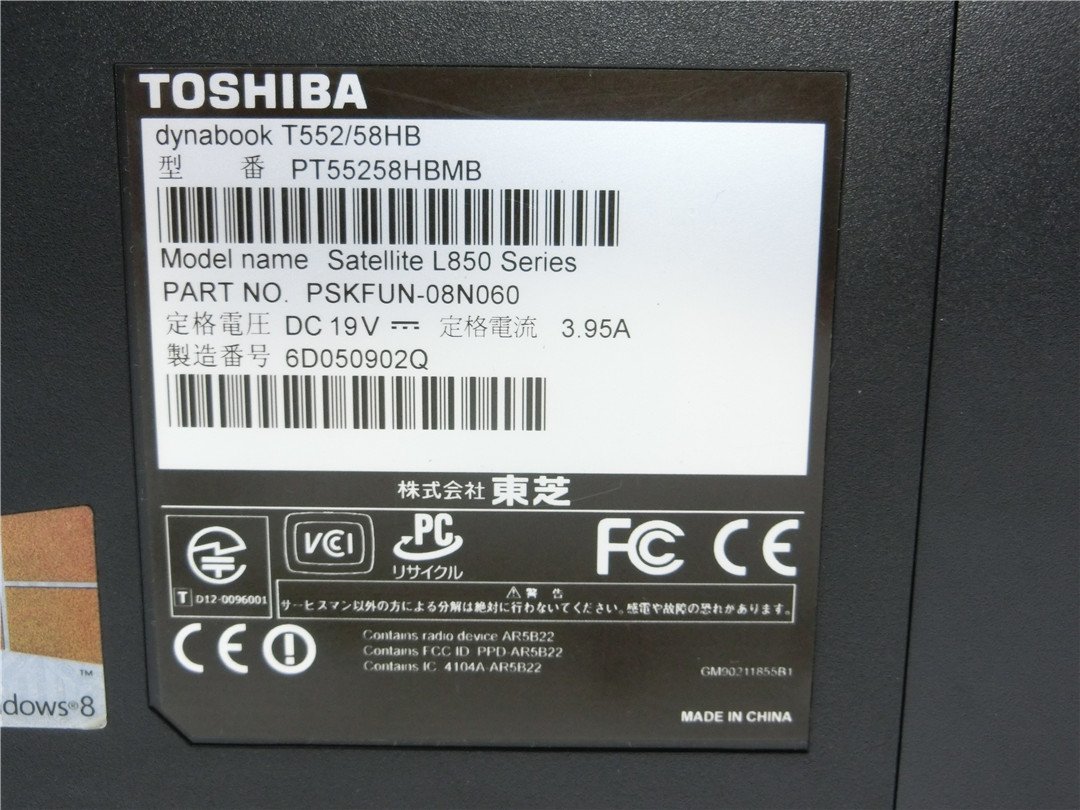 TOSHIBA
dynabook T552/58HB
型 番 PT55258HBMB
Model name Satellite L850 Series
PART NO. PSKFUN-08N060
定格電圧 DC 19V 定格電流 3.95A
製造番号 6D050902Q
株式会社 東芝
VCI
PC
リサイクル
FC CE
T D12-0096001
⚠ 警告
サービスマン以外の方による分解は絶対に行わないでください。感電や故障の恐れがあります。
CE
Contains radio device AR5B22
Contains FCC ID PPD-AR5B22
Contains IC 4104A-AR5B22
GM90211855B1
MADE IN CHINA
™
dows®8